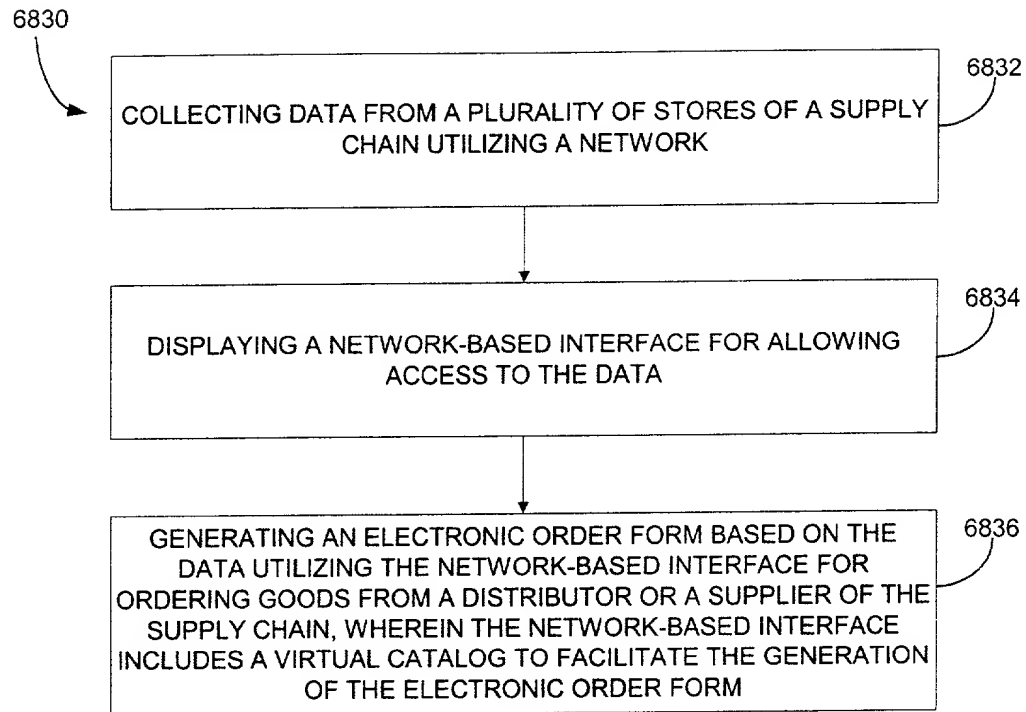 6830
6832
COLLECTING DATA FROM A PLURALITY OF STORES OF A SUPPLY
CHAIN UTILIZING A NETWORK
6834
DISPLAYING A NETWORK-BASED INTERFACE FOR ALLOWING
ACCESS TO THE DATA
6836
GENERATING AN ELECTRONIC ORDER FORM BASED ON THE
DATA UTILIZING THE NETWORK-BASED INTERFACE FOR
ORDERING GOODS FROM A DISTRIBUTOR OR A SUPPLIER OF THE
SUPPLY CHAIN, WHEREIN THE NETWORK-BASED INTERFACE
INCLUDES A VIRTUAL CATALOG TO FACILITATE THE GENERATION
OF THE ELECTRONIC ORDER FORM